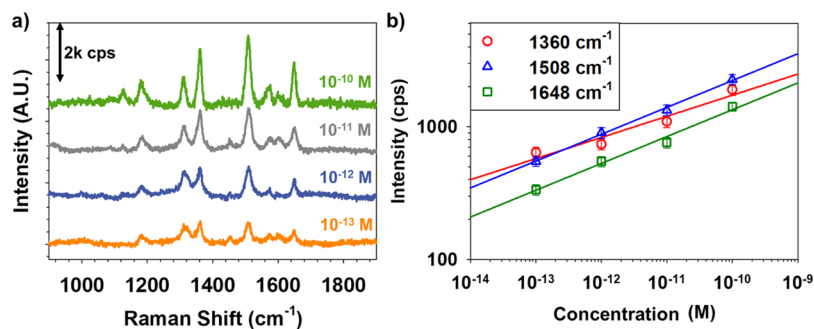 a)
2k cps
10⁻¹⁰ M
10⁻¹¹ M
10⁻¹² M
10⁻¹³ M
Intensity (A.U.)
1000 1200 1400 1600 1800
Raman Shift (cm⁻¹)
b)
1360 cm⁻¹
1508 cm⁻¹
1648 cm⁻¹
Intensity (cps)
1000
100
10⁻¹⁴ 10⁻¹³ 10⁻¹² 10⁻¹¹ 10⁻¹⁰ 10⁻⁹
Concentration (M)